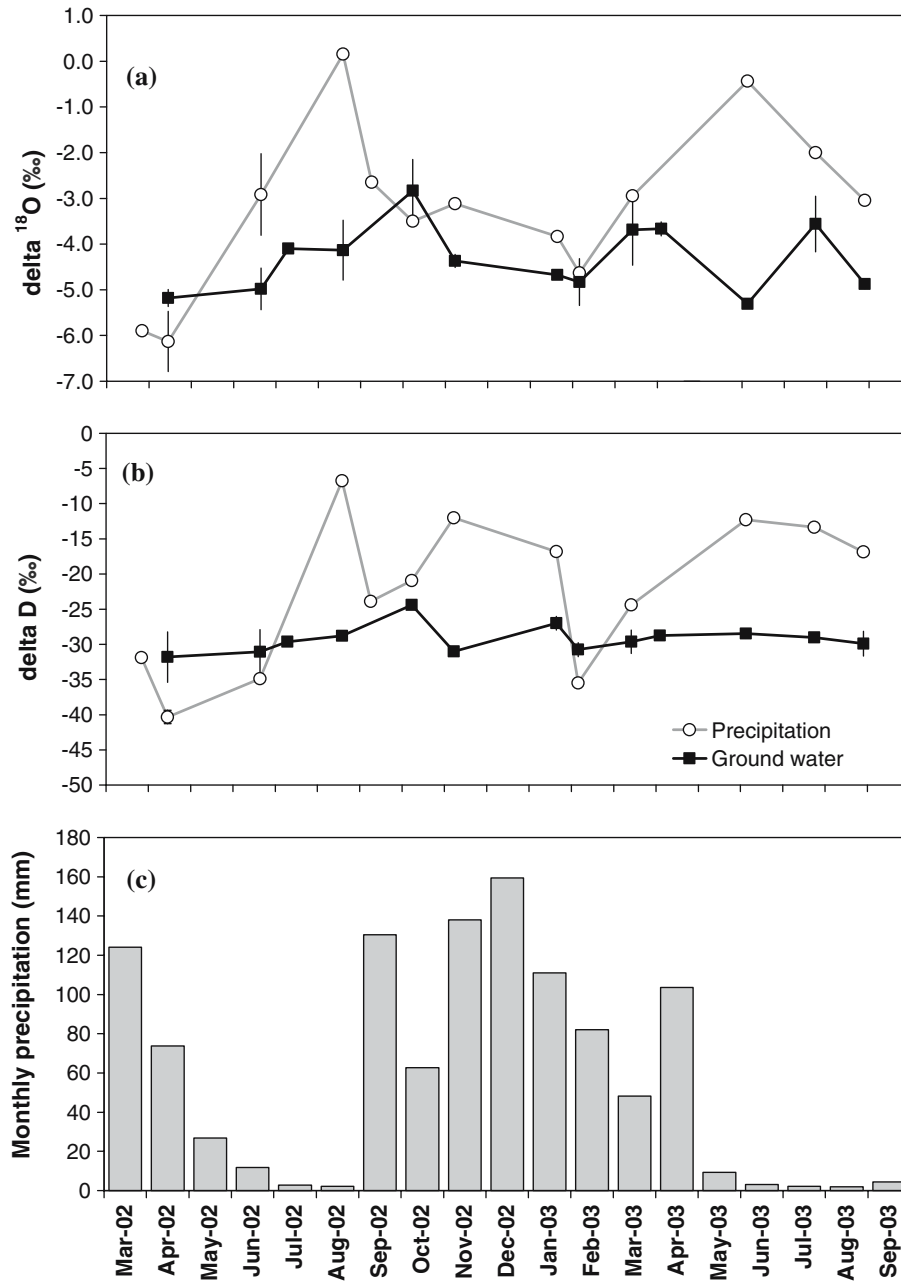 (a)
delta 18O (‰)
1.0
0.0
-1.0
-2.0
-3.0
-4.0
-5.0
-6.0
-7.0
(b)
delta D (‰)
0
-5
-10
-15
-20
-25
-30
-35
-40
-45
-50
Precipitation
Ground water
(c)
Monthly precipitation (mm)
180
160
140
120
100
80
60
40
20
0
Mar-02
Apr-02
May-02
Jun-02
Jul-02
Aug-02
Sep-02
Oct-02
Nov-02
Dec-02
Jan-03
Feb-03
Mar-03
Apr-03
May-03
Jun-03
Jul-03
Aug-03
Sep-03